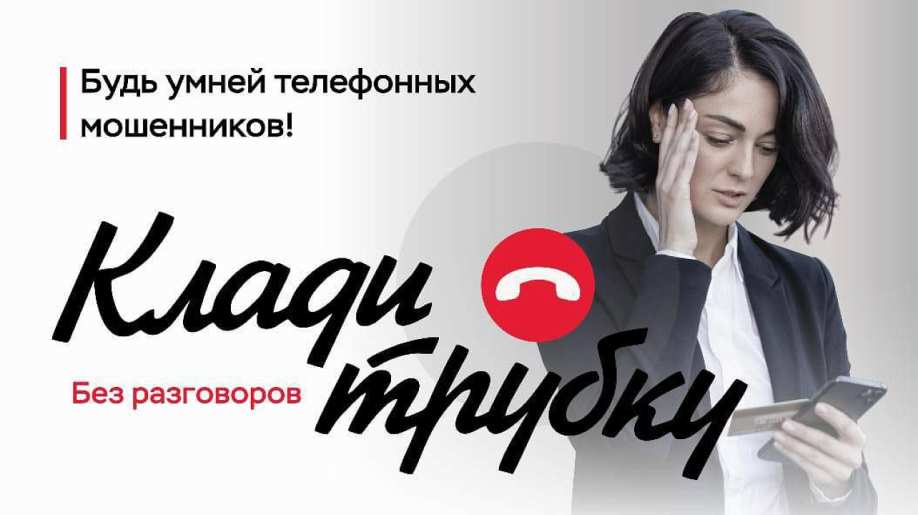 Будь умней телефонных
мошенников!
Клади
трубку
Без разговоров